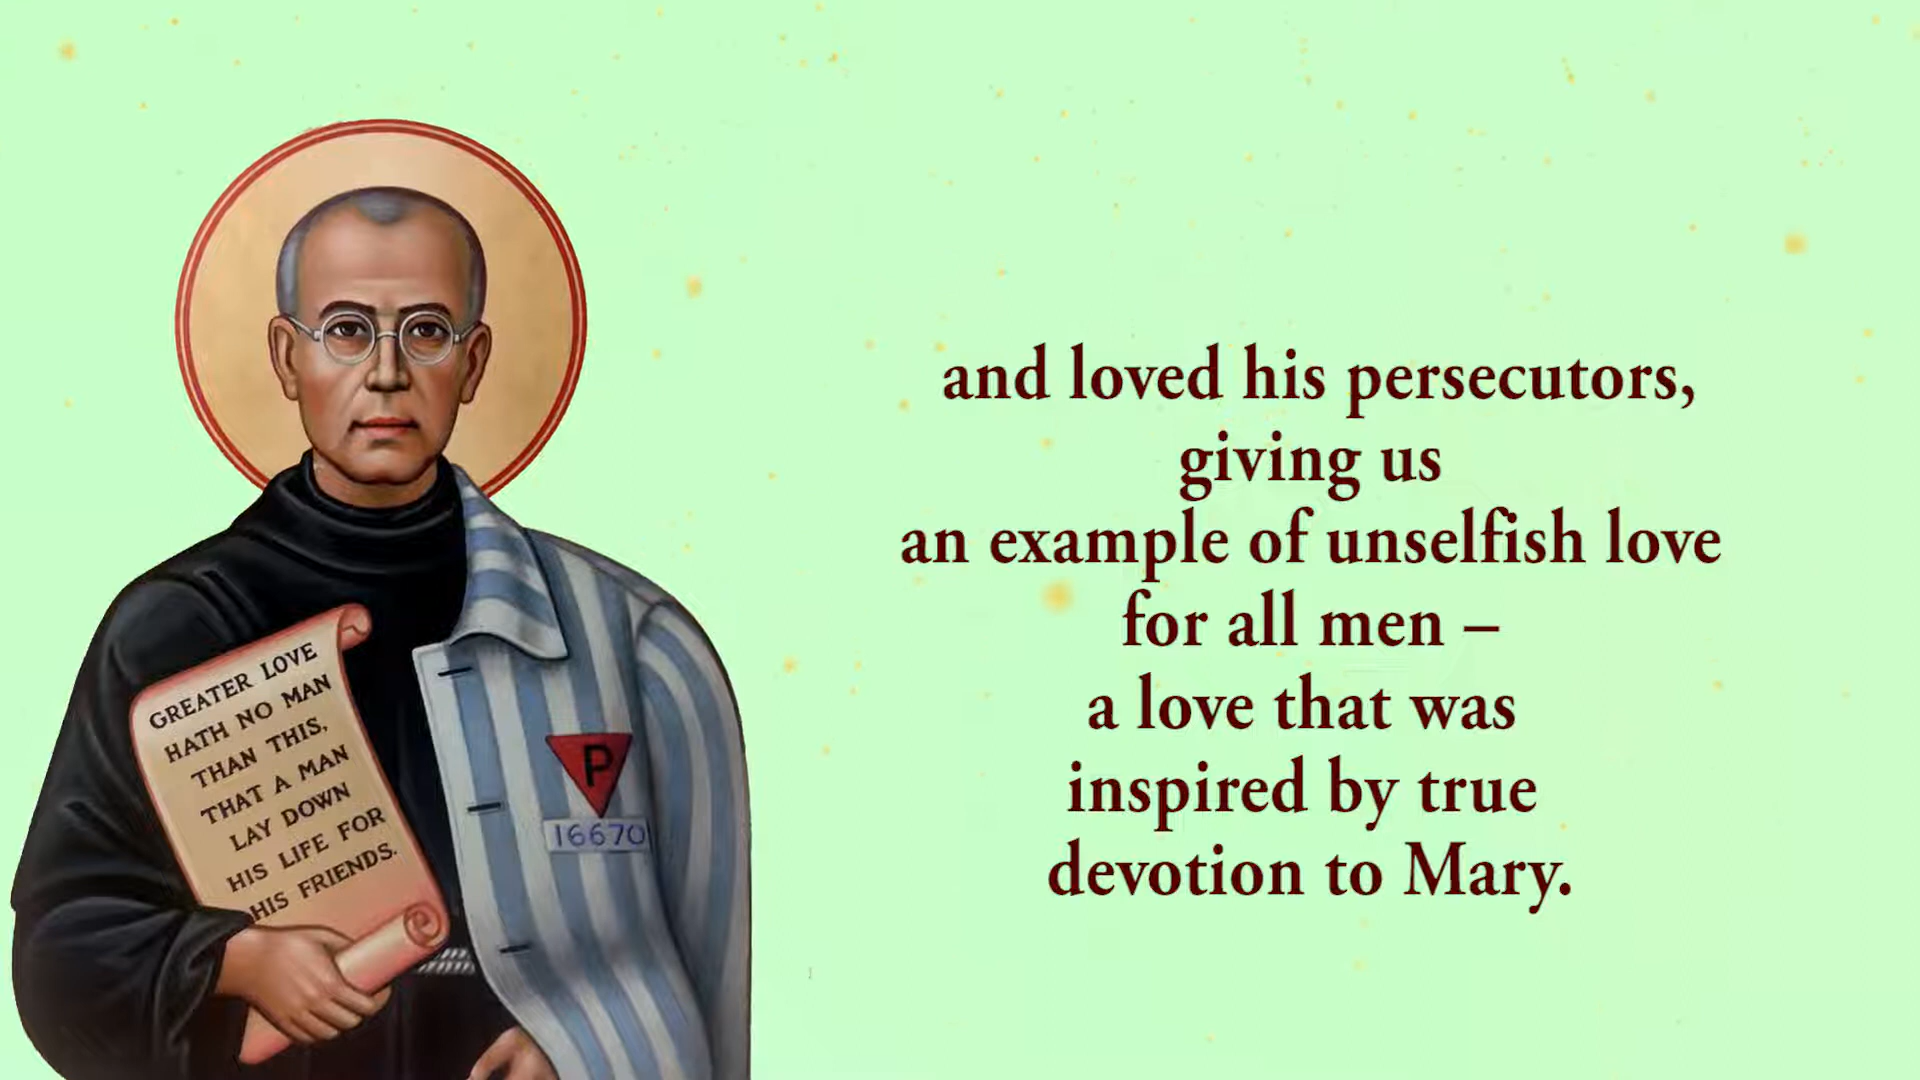 GREATER LOVE
HATH NO MAN
THAN THIS,
THAT A MAN
LAY DOWN
HIS LIFE FOR
HIS FRIENDS.
P
16670
and loved his persecutors,
giving us
an example of unselfish love
for all men –
a love that was
inspired by true
devotion to Mary.